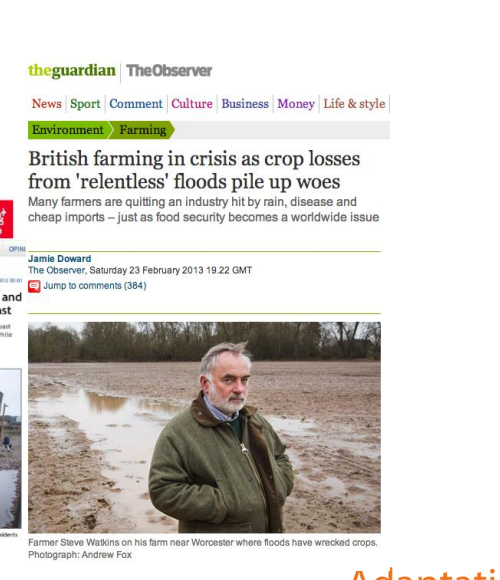 theguardian TheObserver
News Sport Comment Culture Business Money Life & style
Environment Farming
British farming in crisis as crop losses
from 'relentless' floods pile up woes
Many farmers are quitting an industry hit by rain, disease and
cheap imports – just as food security becomes a worldwide issue
OPINI
and
Jamie Doward
The Observer, Saturday 23 February 2013 19.22 GMT
Jump to comments (384)
Farmer Steve Watkins on his farm near Worcester where floods have wrecked crops.
Photograph: Andrew Fox